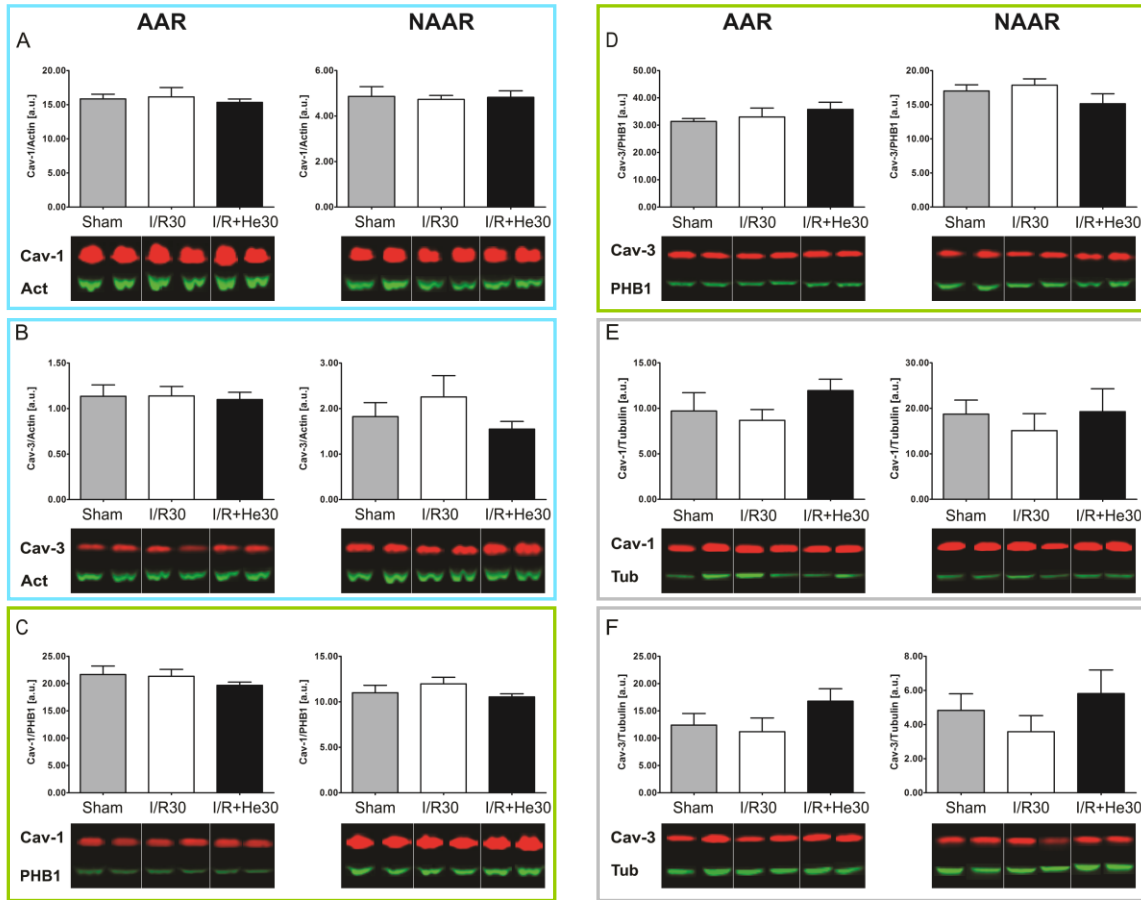 AAR NAAR
A
Cav-1/Actin [a.u.]
20.00
15.00
10.00
5.00
0.00
Sham I/R30 I/R+He30
Cav-1/Actin [a.u.]
6.00
4.00
2.00
0.00
Sham I/R30 I/R+He30
Cav-1
Act
B
Cav-3/Actin [a.u.]
1.50
1.00
0.50
0.00
Sham I/R30 I/R+He30
Cav-3/Actin [a.u.]
3.00
2.00
1.00
0.00
Sham I/R30 I/R+He30
Cav-3
Act
C
Cav-1/PHB1 [a.u.]
25.00
20.00
15.00
10.00
5.00
0.00
Sham I/R30 I/R+He30
Cav-1/PHB1 [a.u.]
15.00
10.00
5.00
0.00
Sham I/R30 I/R+He30
Cav-1
PHB1
AAR NAAR
D
Cav-3/PHB1 [a.u.]
50.00
40.00
30.00
20.00
10.00
0.00
Sham I/R30 I/R+He30
Cav-3/PHB1 [a.u.]
20.00
15.00
10.00
5.00
0.00
Sham I/R30 I/R+He30
Cav-3
PHB1
E
Cav-1/Tubulin [a.u.]
15.00
10.00
5.00
0.00
Sham I/R30 I/R+He30
Cav-1/Tubulin [a.u.]
30.00
20.00
10.00
0.00
Sham I/R30 I/R+He30
Cav-1
Tub
F
Cav-3/Tubulin [a.u.]
25.00
20.00
15.00
10.00
5.00
0.00
Sham I/R30 I/R+He30
Cav-3/Tubulin [a.u.]
8.00
6.00
4.00
2.00
0.00
Sham I/R30 I/R+He30
Cav-3
Tub